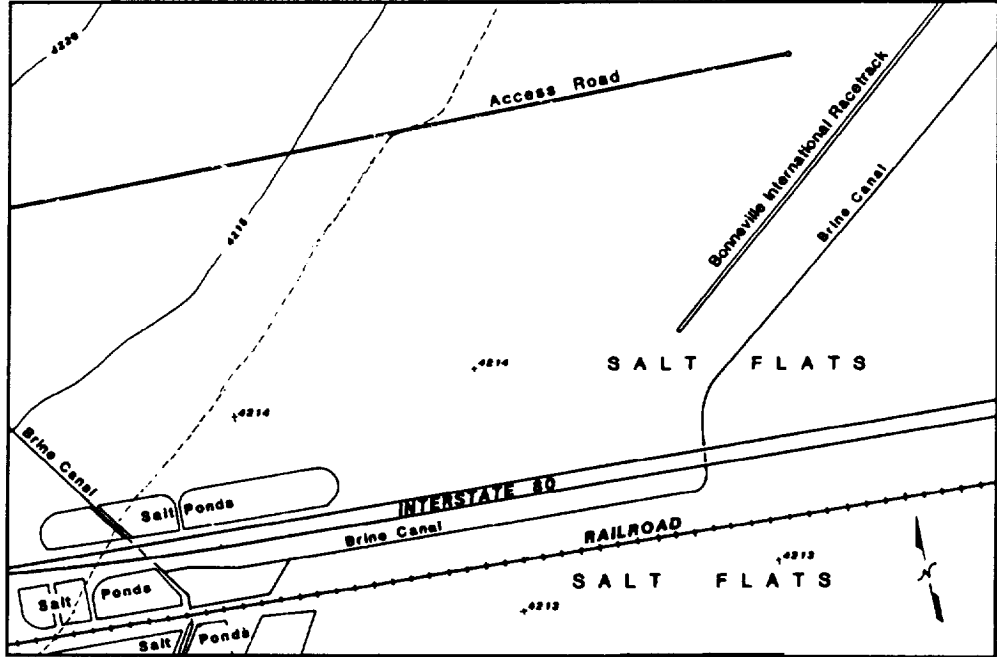 4220
Access Road
Bonneville International Racetrack
Brine Canal
4215
4214
SALT FLATS
4214
Brine Canal
Salt Ponds
INTERSTATE 80
Brine Canal
RAILROAD
4213
SALT FLATS
4213
Salt Ponds
Salt Ponds
N